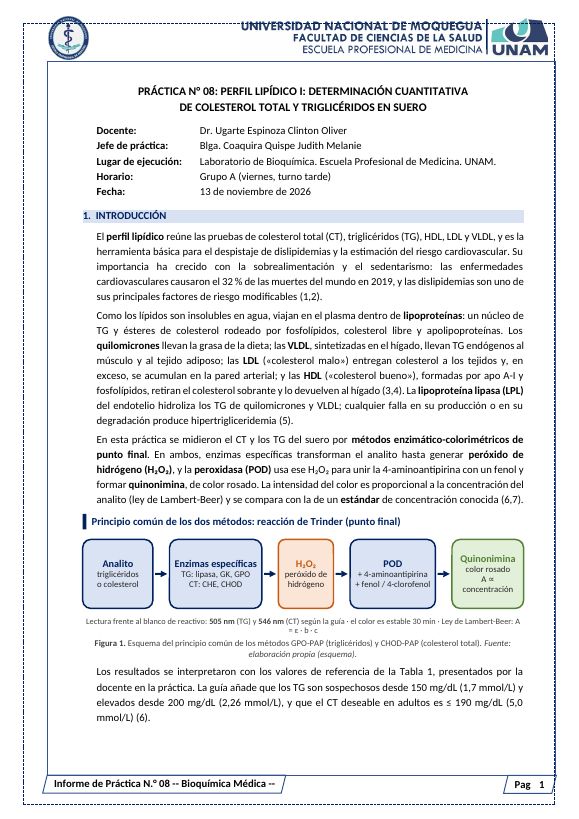 UNIVERSIDAD NACIONAL DE MOQUEGUA
FACULTAD DE CIENCIAS DE LA SALUD
ESCUELA PROFESIONAL DE MEDICINA
UNAM
PRÁCTICA N° 08: PERFIL LIPÍDICO I: DETERMINACIÓN CUANTITATIVA
DE COLESTEROL TOTAL Y TRIGLICÉRIDOS EN SUERO
Docente: Dr. Ugarte Espinoza Clinton Oliver
Jefe de práctica: Blga. Coaquira Quispe Judith Melanie
Lugar de ejecución: Laboratorio de Bioquímica. Escuela Profesional de Medicina. UNAM.
Horario: Grupo A (viernes, turno tarde)
Fecha: 13 de noviembre de 2026
1. INTRODUCCIÓN
El perfil lipídico reúne las pruebas de colesterol total (CT), triglicéridos (TG), HDL, LDL y VLDL, y es la
herramienta básica para el despistaje de dislipidemias y la estimación del riesgo cardiovascular. Su
importancia ha crecido con la sobrealimentación y el sedentarismo: las enfermedades
cardiovasculares causaron el 32 % de las muertes del mundo en 2019, y las dislipidemias son uno de
sus principales factores de riesgo modificables (1,2).
Como los lípidos son insolubles en agua, viajan en el plasma dentro de lipoproteínas: un núcleo de
TG y ésteres de colesterol rodeado por fosfolípidos, colesterol libre y apolipoproteínas. Los
quilomicrones llevan la grasa de la dieta; las VLDL, sintetizadas en el hígado, llevan TG endógenos al
músculo y al tejido adiposo; las LDL («colesterol malo») entregan colesterol a los tejidos y, en
exceso, se acumulan en la pared arterial; y las HDL («colesterol bueno»), formadas por apo A-I y
fosfolípidos, retiran el colesterol sobrante y lo devuelven al hígado (3,4). La lipoproteína lipasa (LPL)
del endotelio hidroliza los TG de quilomicrones y VLDL; cualquier falla en su producción o en su
degradación produce hipertrigliceridemia (5).
En esta práctica se midieron el CT y los TG del suero por métodos enzimático-colorimétricos de
punto final. En ambos, enzimas específicas transforman el analito hasta generar peróxido de
hidrógeno (H₂O₂), y la peroxidasa (POD) usa ese H₂O₂ para unir la 4-aminoantipirina con un fenol y
formar quinonimina, de color rosado. La intensidad del color es proporcional a la concentración del
analito (ley de Lambert-Beer) y se compara con la de un estándar de concentración conocida (6,7).
Principio común de los dos métodos: reacción de Trinder (punto final)
Analito
triglicéridos
o colesterol
Enzimas específicas
TG: lipasa, GK, GPO
CT: CHE, CHOD
H₂O₂
peróxido de
hidrógeno
POD
+ 4-aminoantipirina
+ fenol / 4-clorofenol
Quinonimina
color rosado
A ∝
concentración
Lectura frente al blanco de reactivo: 505 nm (TG) y 546 nm (CT) según la guía · el color es estable 30 min · Ley de Lambert-Beer: A
= ε · b · c
Figura 1. Esquema del principio común de los métodos GPO-PAP (triglicéridos) y CHOD-PAP (colesterol total). Fuente:
elaboración propia (esquema).
Los resultados se interpretaron con los valores de referencia de la Tabla 1, presentados por la
docente en la práctica. La guía añade que los TG son sospechosos desde 150 mg/dL (1,7 mmol/L) y
elevados desde 200 mg/dL (2,26 mmol/L), y que el CT deseable en adultos es ≤ 190 mg/dL (5,0
mmol/L) (6).
Informe de Práctica N.° 08 -- Bioquímica Médica --
Pag 1